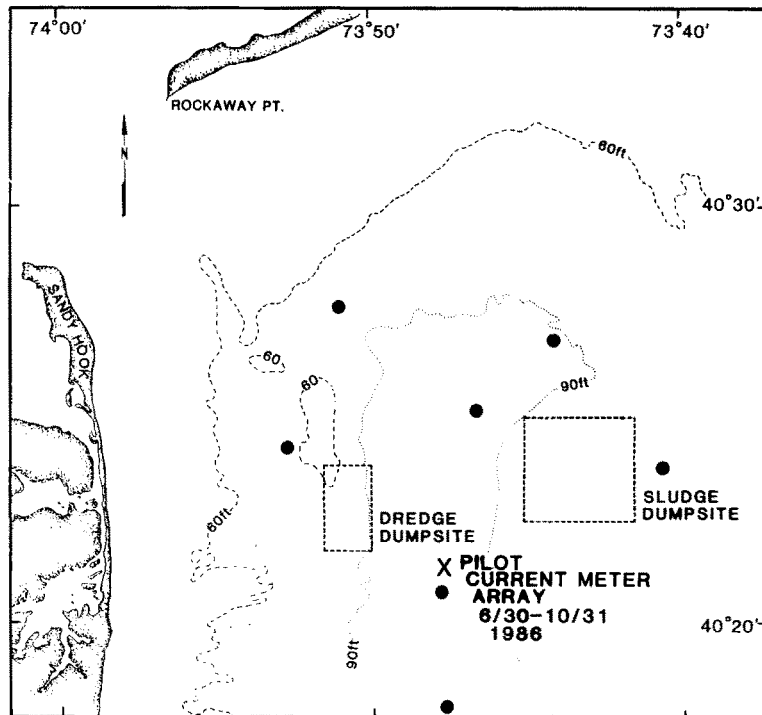 74°00'
73°50'
73°40'
ROCKAWAY PT.
N
60ft
40°30'
SANDY HOOK
60
60
90ft
60ft
DREDGE
DUMPSITE
SLUDGE
DUMPSITE
X PILOT
CURRENT METER
ARRAY
6/30-10/31
1986
40°20'
90ft